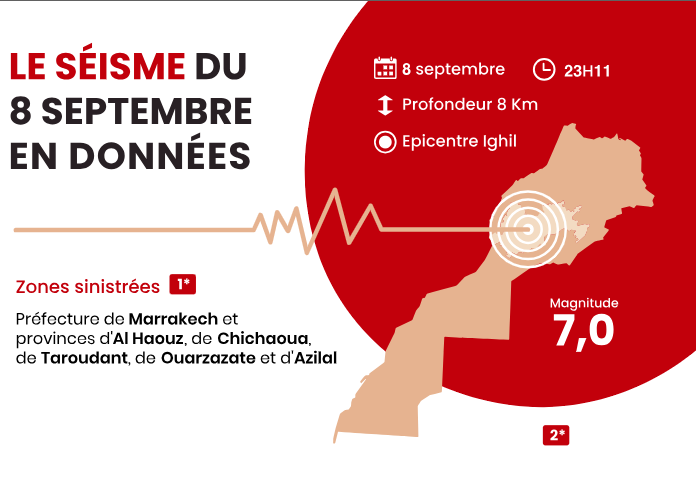 LE SÉISME DU
8 SEPTEMBRE
EN DONNÉES
8 septembre
23H11
Profondeur 8 Km
Epicentre Ighil
Zones sinistrées 1*
Préfecture de Marrakech et
provinces d'Al Haouz, de Chichaoua,
de Taroudant, de Ouarzazate et d'Azilal
Magnitude
7,0
2*